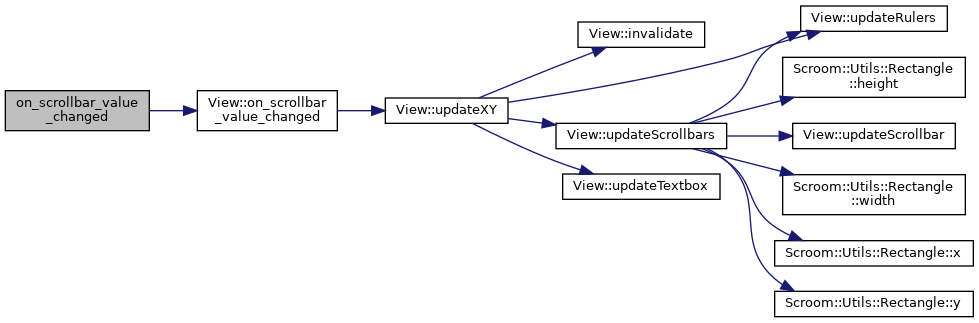 on_scrollbar_value
_changed
View::on_scrollbar
_value_changed
View::updateXY
View::invalidate
View::updateScrollbars
View::updateTextbox
View::updateRulers
Scroom::Utils::Rectangle
::height
View::updateScrollbar
Scroom::Utils::Rectangle
::width
Scroom::Utils::Rectangle::x
Scroom::Utils::Rectangle::y